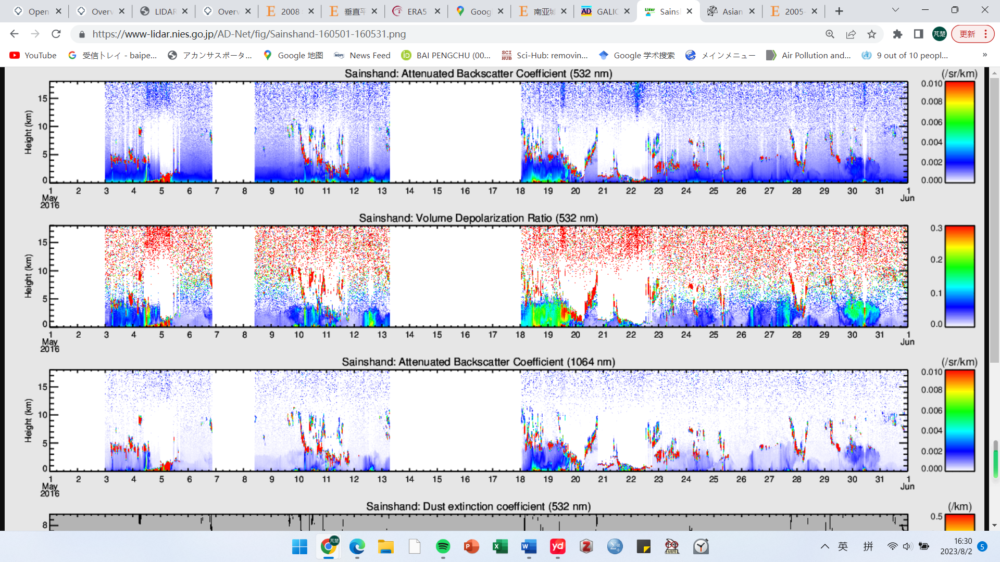 Open
Overv
LIDAR
Overv
2008
垂直平
ERA5
Goog
南亚城
GALIC
Sainsh
Asian
2005-
https://www-lidar.nies.go.jp/AD-Net/fig/Sainshand-160501-160531.png
芃楚
更新
YouTube
受信トレイ - baipe...
アカンサスポータ...
Google 地图
News Feed
BAI PENGCHU (00...
Sci-Hub: removin...
Google 学术搜索
メインメニュー
Air Pollution and...
9 out of 10 peopl...
»
Sainshand: Attenuated Backscatter Coefficient (532 nm)
(/sr/km)
Height (km)
15
10
5
0
0.010
0.008
0.006
0.004
0.002
0.000
1 2 3 4 5 6 7 8 9 10 11 12 13 14 15 16 17 18 19 20 21 22 23 24 25 26 27 28 29 30 31 1
May
Jun
2016
Sainshand: Volume Depolarization Ratio (532 nm)
Height (km)
15
10
5
0
0.3
0.2
0.1
0.0
1 2 3 4 5 6 7 8 9 10 11 12 13 14 15 16 17 18 19 20 21 22 23 24 25 26 27 28 29 30 31 1
May
Jun
2016
Sainshand: Attenuated Backscatter Coefficient (1064 nm)
(/sr/km)
Height (km)
15
10
5
0
0.010
0.008
0.006
0.004
0.002
0.000
1 2 3 4 5 6 7 8 9 10 11 12 13 14 15 16 17 18 19 20 21 22 23 24 25 26 27 28 29 30 31 1
May
Jun
2016
Sainshand: Dust extinction coefficient (532 nm)
(/km)
8
0.5
英
拼
16:30
2023/8/2
5